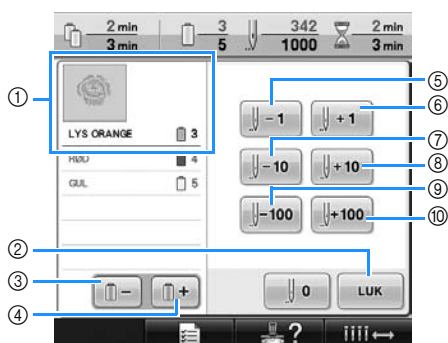 2 min 3 342 2 min
3 min 5 1000 3 min
①
LYS ORANGE 3
RØD 4
GUL 5
⑤ - 1 + 1 ⑥
⑦ - 10 + 10 ⑧
⑨ -100 +100 ⑩
②
③ - + 0 LUK
④
?